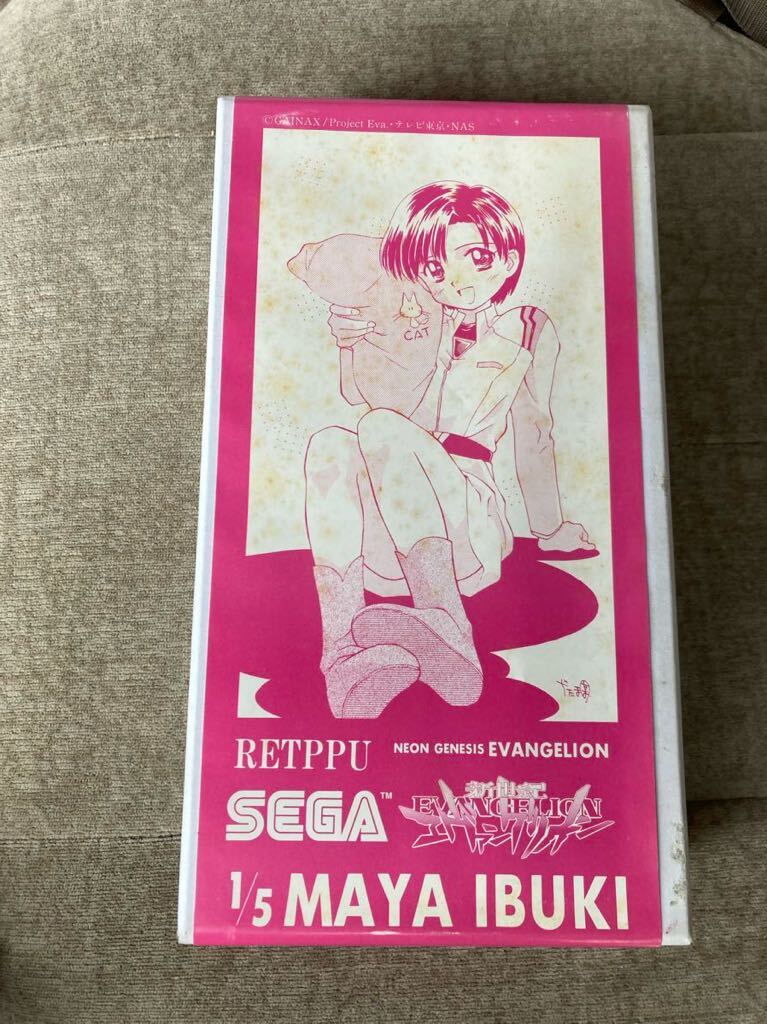 ©GAINAX/Project Eva.・テレビ東京・NAS
CAT
RETPPU
NEON GENESIS EVANGELION
SEGA™
新世紀
EVANGELION
エヴァンゲリオン
1/5 MAYA IBUKI